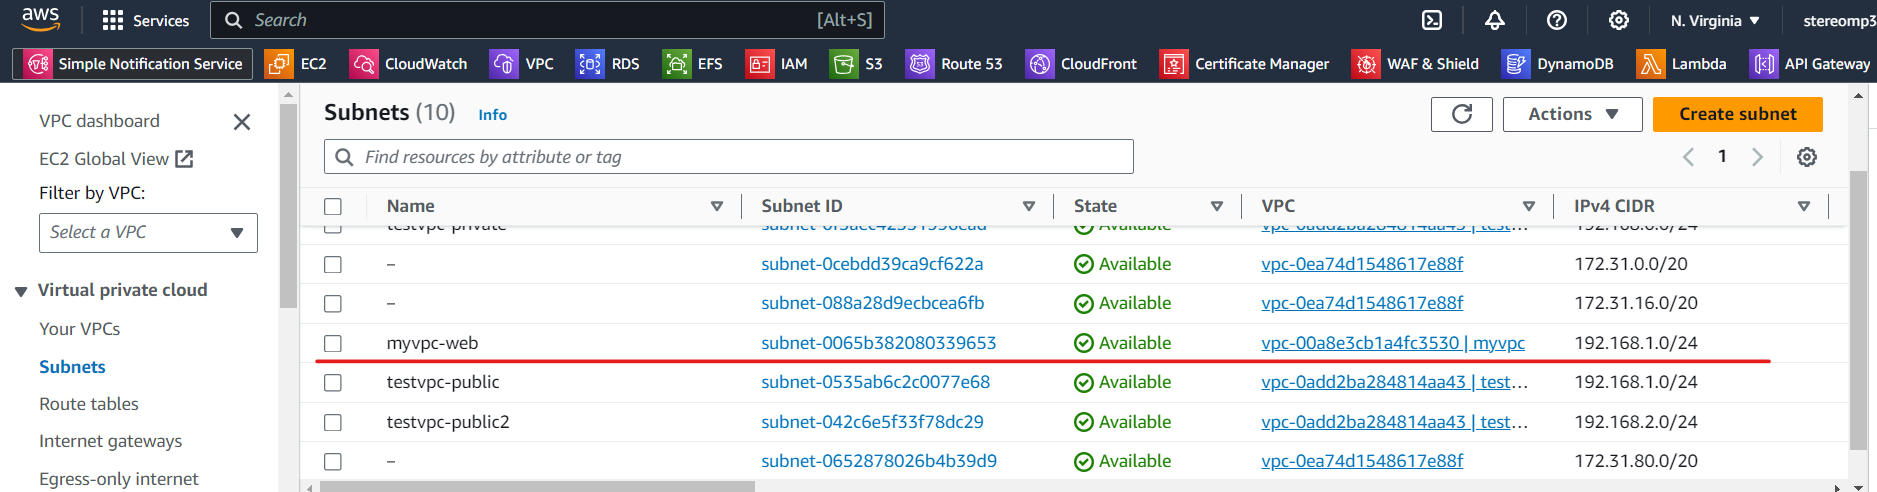 aws Services Search [Alt+S] N. Virginia stereomp3
Simple Notification Service EC2 CloudWatch VPC RDS EFS IAM S3 Route 53 CloudFront Certificate Manager WAF & Shield DynamoDB Lambda API Gateway
VPC dashboard
EC2 Global View
Filter by VPC:
Select a VPC
Virtual private cloud
Your VPCs
Subnets
Route tables
Internet gateways
Egress-only internet
Subnets (10) Info Actions Create subnet
Find resources by attribute or tag 1
Name Subnet ID State VPC IPv4 CIDR
testvpc-private Available 192.168.0.0/24
– subnet-0cebdd39ca9cf622a Available vpc-0ea74d1548617e88f 172.31.0.0/20
– subnet-088a28d9ecbcea6fb Available vpc-0ea74d1548617e88f 172.31.16.0/20
myvpc-web subnet-0065b382080339653 Available vpc-00a8e3cb1a4fc3530 | myvpc 192.168.1.0/24
testvpc-public subnet-0535ab6c2c0077e68 Available vpc-0add2ba284814aa43 | test… 192.168.1.0/24
testvpc-public2 subnet-042c6e5f33f78dc29 Available vpc-0add2ba284814aa43 | test… 192.168.2.0/24
– subnet-0652878026b4b39d9 Available vpc-0ea74d1548617e88f 172.31.80.0/20